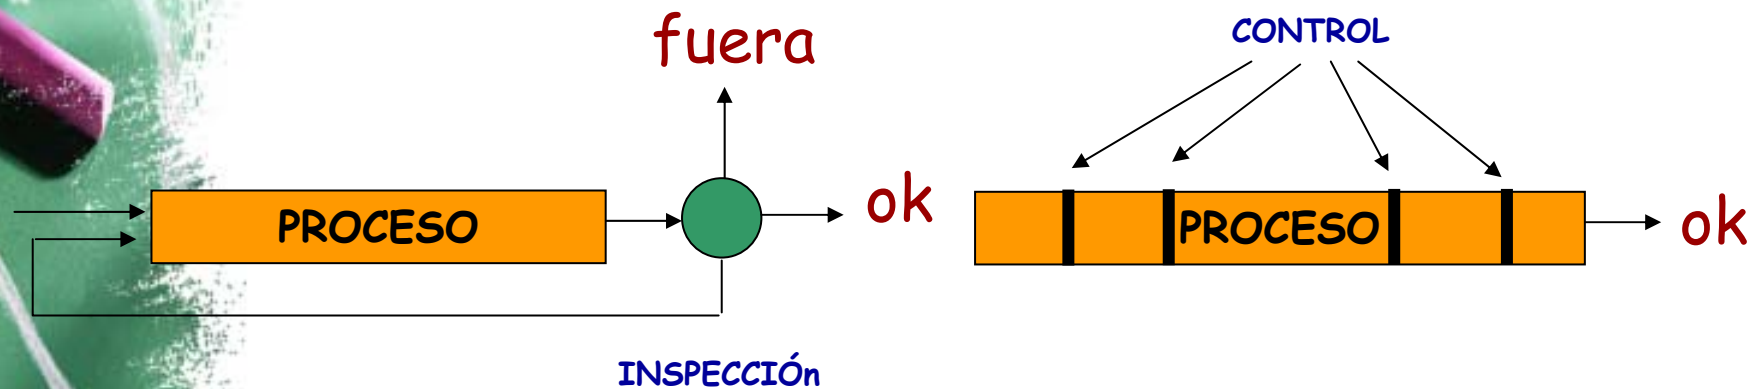 fuera
PROCESO
ok
INSPECCIÓn
CONTROL
PROCESO
ok